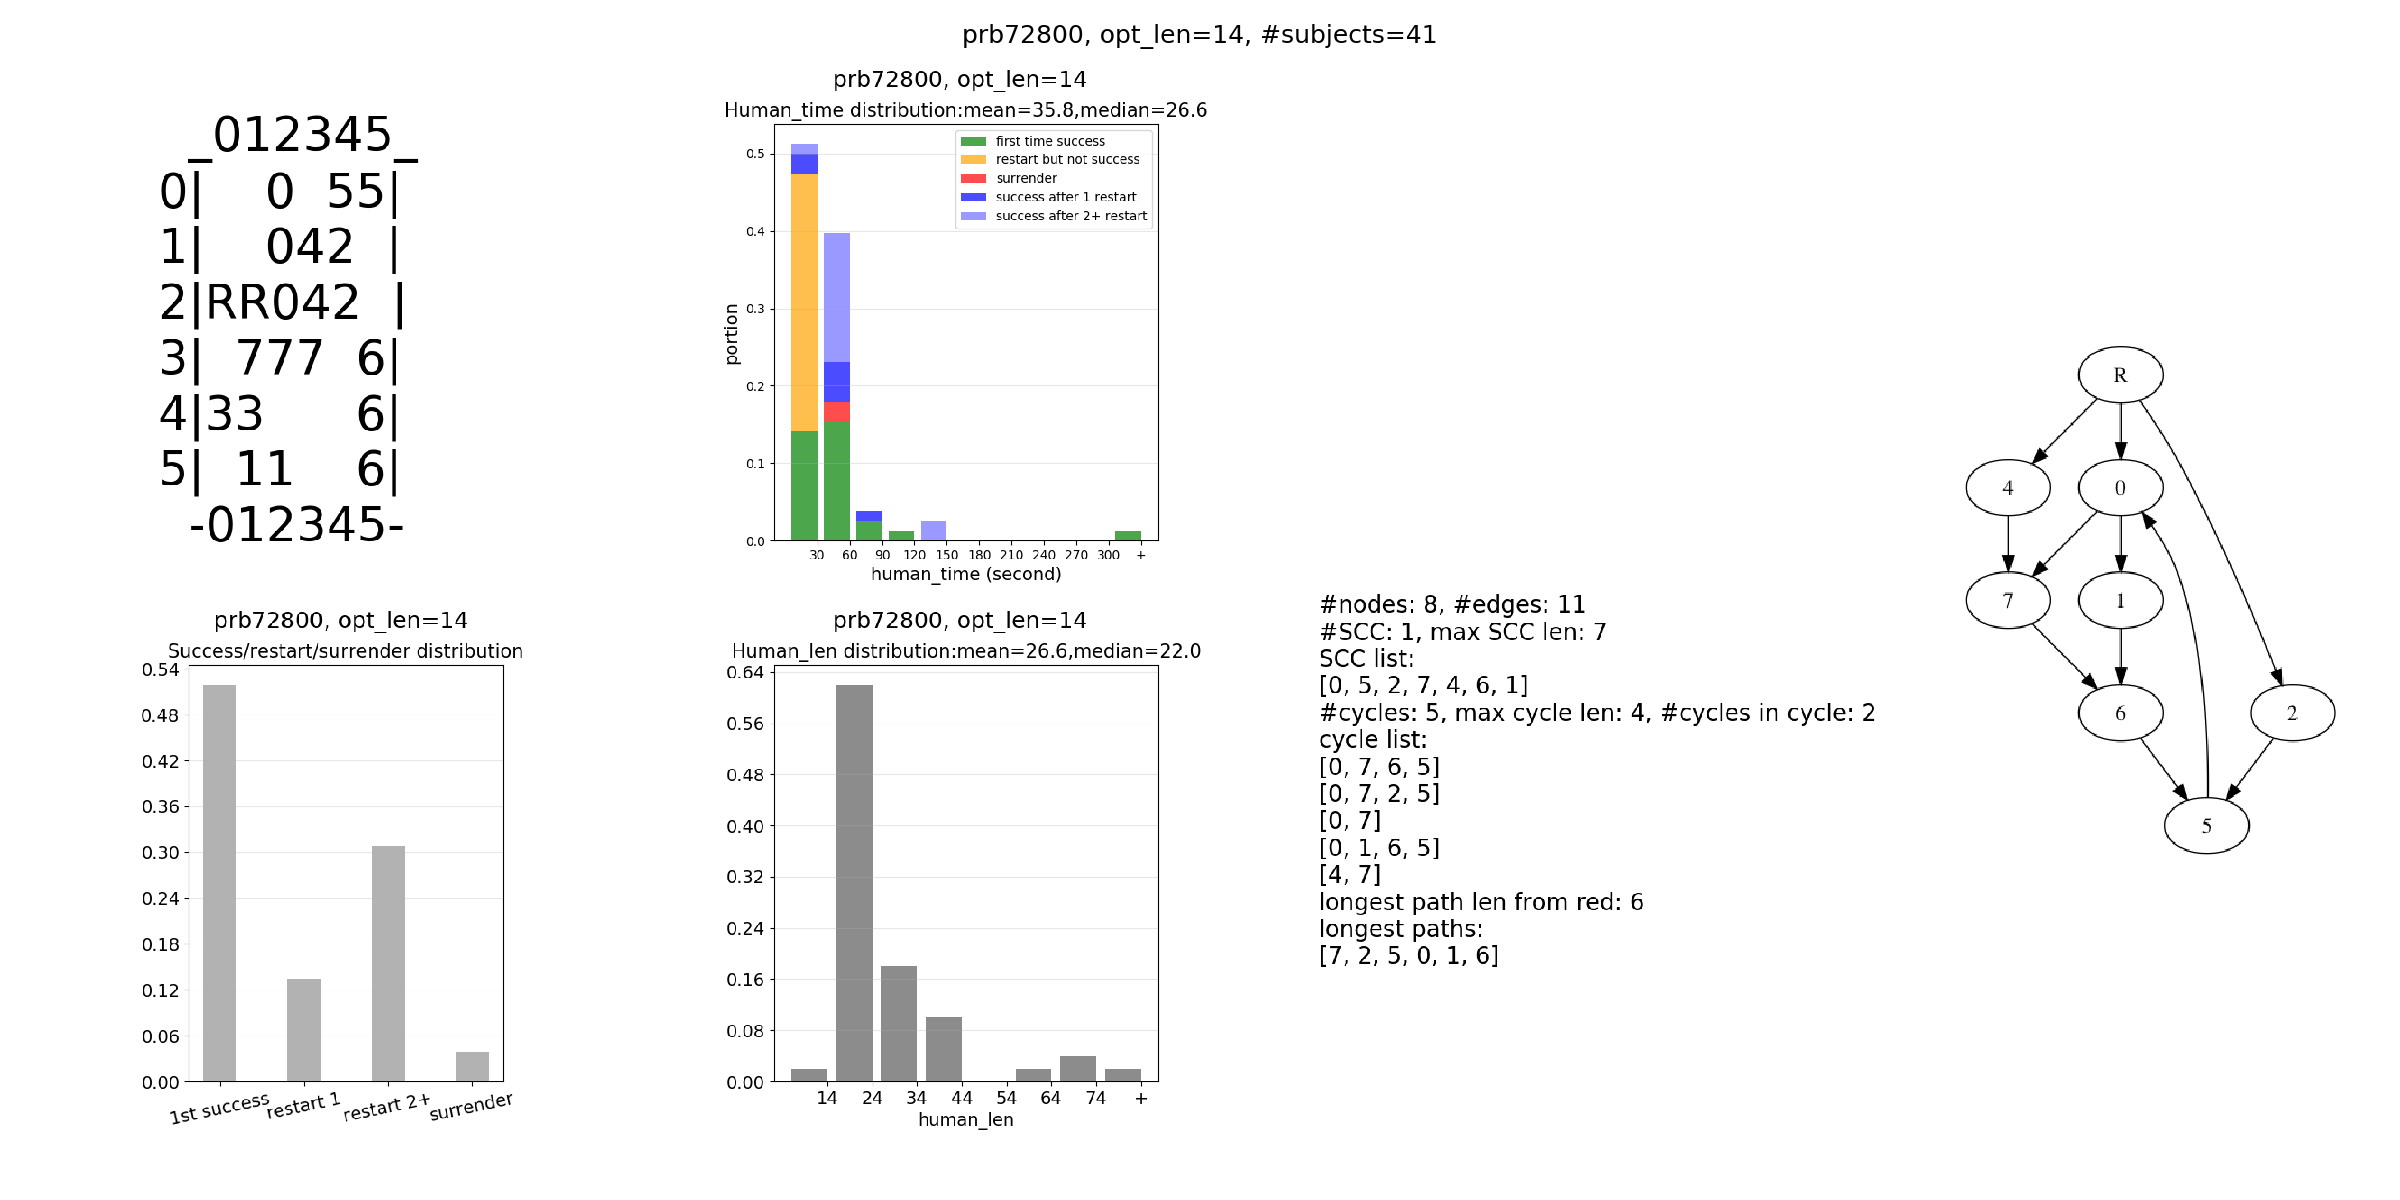 prb72800, opt_len=14, #subjects=41
_012345_
0|  0 55|
1|  042 |
2|RR042 |
3| 777 6|
4|33   6|
5| 11  6|
-012345-
prb72800, opt_len=14
Human_time distribution:mean=35.8,median=26.6
first time success
restart but not success
surrender
success after 1 restart
success after 2+ restart
0.5
0.4
0.3
0.2
0.1
0.0
portion
30 60 90 120 150 180 210 240 270 300 +
human_time (second)
prb72800, opt_len=14
Success/restart/surrender distribution
0.54
0.48
0.42
0.36
0.30
0.24
0.18
0.12
0.06
0.00
1st success restart 1 restart 2+ surrender
prb72800, opt_len=14
Human_len distribution:mean=26.6,median=22.0
0.64
0.56
0.48
0.40
0.32
0.24
0.16
0.08
0.00
14 24 34 44 54 64 74 +
human_len
#nodes: 8, #edges: 11
#SCC: 1, max SCC len: 7
SCC list:
[0, 5, 2, 7, 4, 6, 1]
#cycles: 5, max cycle len: 4, #cycles in cycle: 2
cycle list:
[0, 7, 6, 5]
[0, 7, 2, 5]
[0, 7]
[0, 1, 6, 5]
[4, 7]
longest path len from red: 6
longest paths:
[7, 2, 5, 0, 1, 6]
R
4 0
7 1
6 2
5